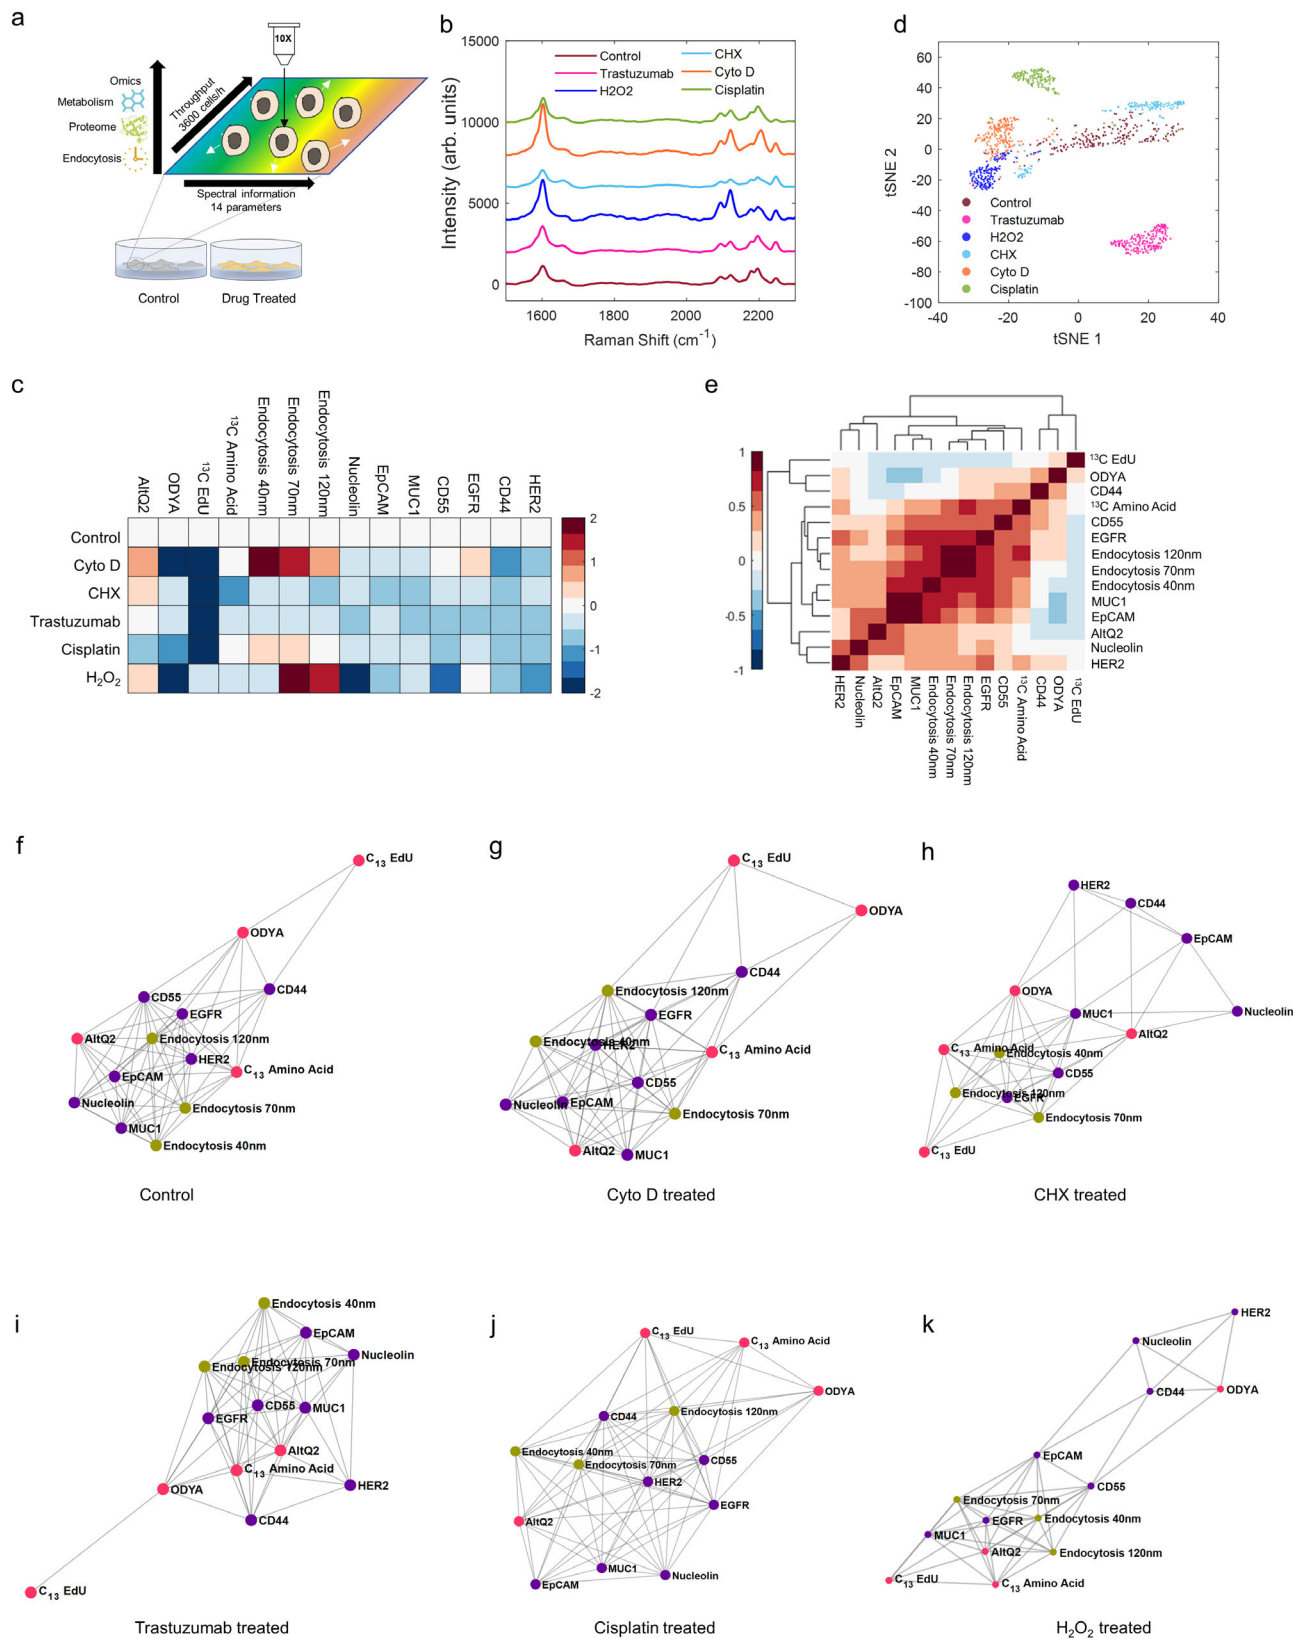 a
10X
Omics
Metabolism
Proteome
Endocytosis
Throughput
3600 cells/h
Spectral information
14 parameters
Control
Drug Treated
b
15000
10000
5000
0
Intensity (arb. units)
Control
Trastuzumab
H2O2
CHX
Cyto D
Cisplatin
1600
1800
2000
2200
Raman Shift (cm-1)
d
60
40
20
0
-20
-40
-60
-80
-100
tSNE 2
Control
Trastuzumab
H2O2
CHX
Cyto D
Cisplatin
-40
-20
0
20
40
tSNE 1
c
AltQ2
ODYA
13C EdU
13C Amino Acid
Endocytosis 40nm
Endocytosis 70nm
Endocytosis 120nm
Nucleolin
EpCAM
MUC1
CD55
EGFR
CD44
HER2
Control
Cyto D
CHX
Trastuzumab
Cisplatin
H2O2
2
1
0
-1
-2
e
1
0.5
0
-0.5
-1
13C EdU
ODYA
CD44
13C Amino Acid
CD55
EGFR
Endocytosis 120nm
Endocytosis 70nm
Endocytosis 40nm
MUC1
EpCAM
AltQ2
Nucleolin
HER2
HER2
Nucleolin
AltQ2
EpCAM
MUC1
Endocytosis 40nm
Endocytosis 70nm
Endocytosis 120nm
EGFR
CD55
13C Amino Acid
CD44
ODYA
13C EdU
f
C13 EdU
ODYA
CD44
CD55
EGFR
AltQ2
Endocytosis 120nm
HER2
C13 Amino Acid
EpCAM
Nucleolin
Endocytosis 70nm
MUC1
Endocytosis 40nm
Control
g
C13 EdU
ODYA
CD44
Endocytosis 120nm
EGFR
Endocytosis 40nm
HER2
C13 Amino Acid
CD55
Nucleolin
EpCAM
Endocytosis 70nm
AltQ2
MUC1
Cyto D treated
h
HER2
CD44
EpCAM
ODYA
MUC1
Nucleolin
AltQ2
C13 Amino Acid
Endocytosis 40nm
CD55
Endocytosis 120nm
EGFR
Endocytosis 70nm
C13 EdU
CHX treated
i
Endocytosis 40nm
EpCAM
Nucleolin
Endocytosis 70nm
Endocytosis 120nm
CD55
MUC1
EGFR
AltQ2
C13 Amino Acid
HER2
ODYA
CD44
C13 EdU
Trastuzumab treated
j
C13 EdU
C13 Amino Acid
ODYA
Endocytosis 120nm
CD44
Endocytosis 40nm
CD55
Endocytosis 70nm
HER2
EGFR
AltQ2
MUC1
Nucleolin
EpCAM
Cisplatin treated
k
HER2
Nucleolin
CD44
ODYA
EpCAM
CD55
Endocytosis 70nm
EGFR
Endocytosis 40nm
MUC1
AltQ2
Endocytosis 120nm
C13 EdU
C13 Amino Acid
H2O2 treated